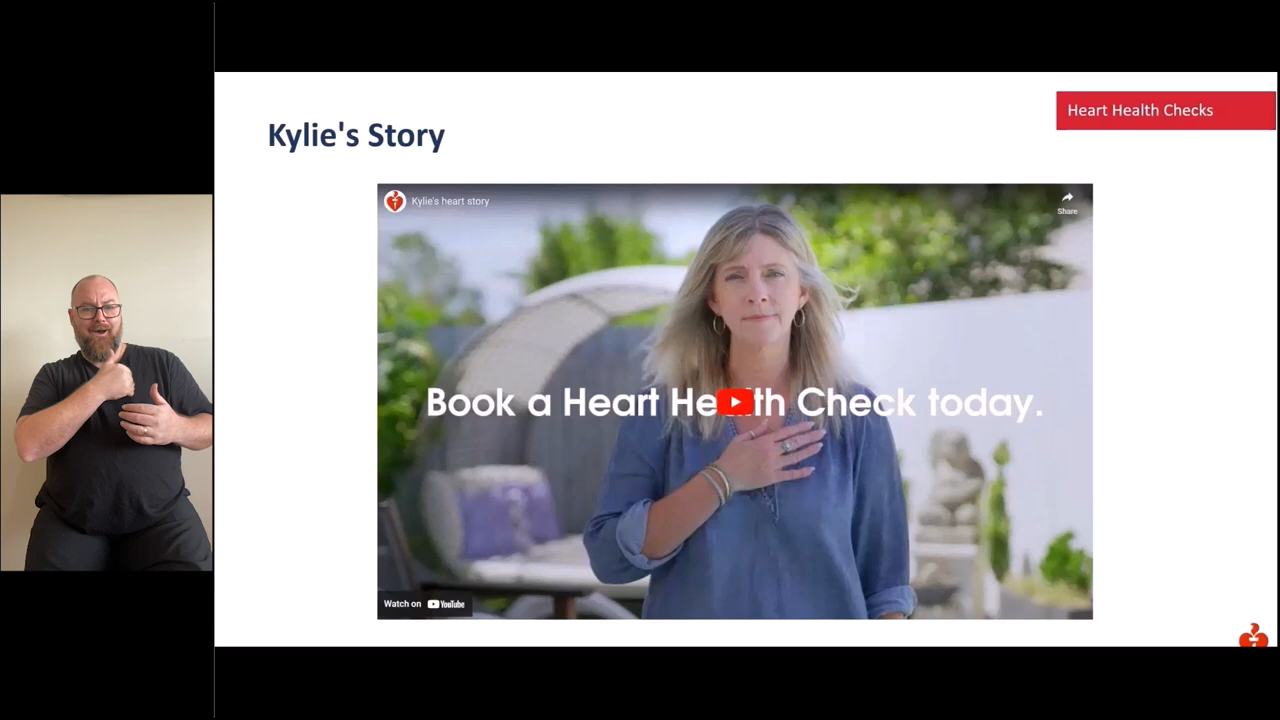 Heart Health Checks
Kylie's Story
Kylie's heart story
Share
Book a Heart Health Check today.
Watch on YouTube